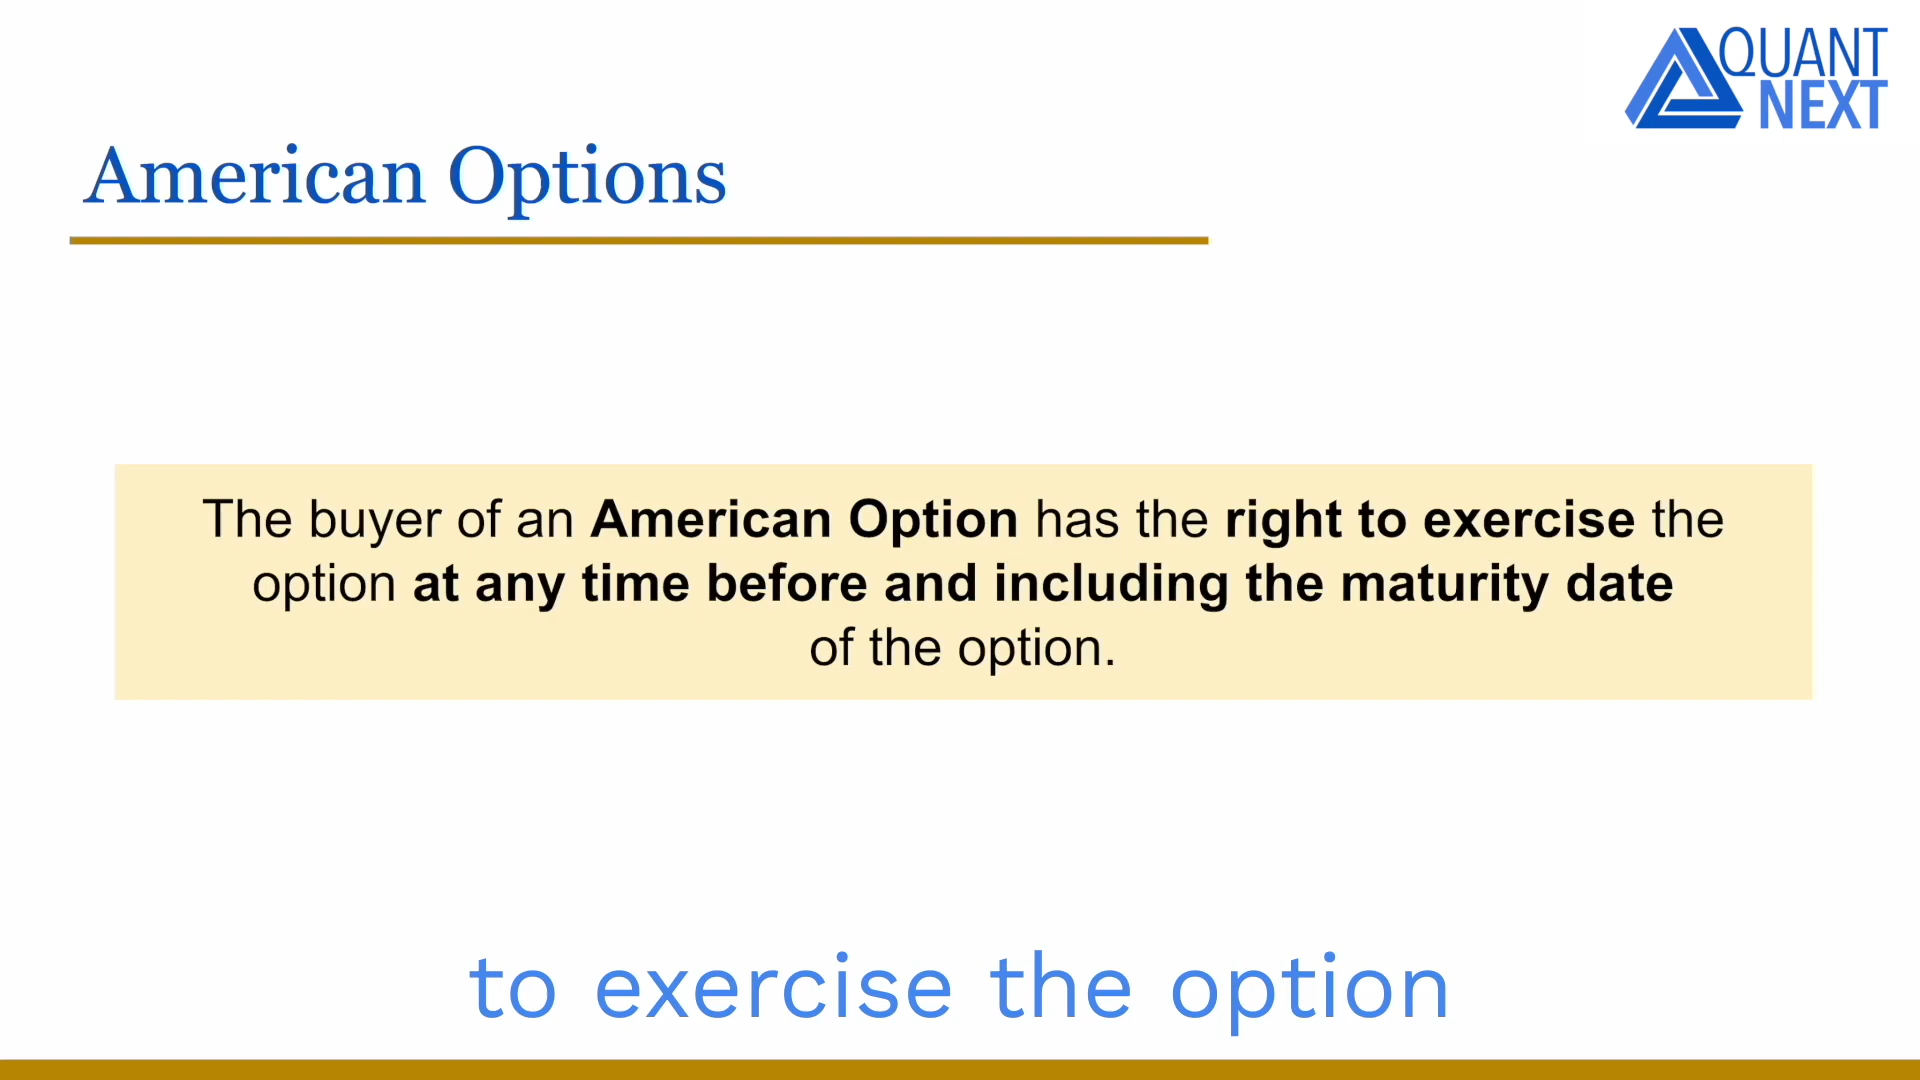 QUANT
NEXT
American Options
The buyer of an American Option has the right to exercise the
option at any time before and including the maturity date
of the option.
to exercise the option